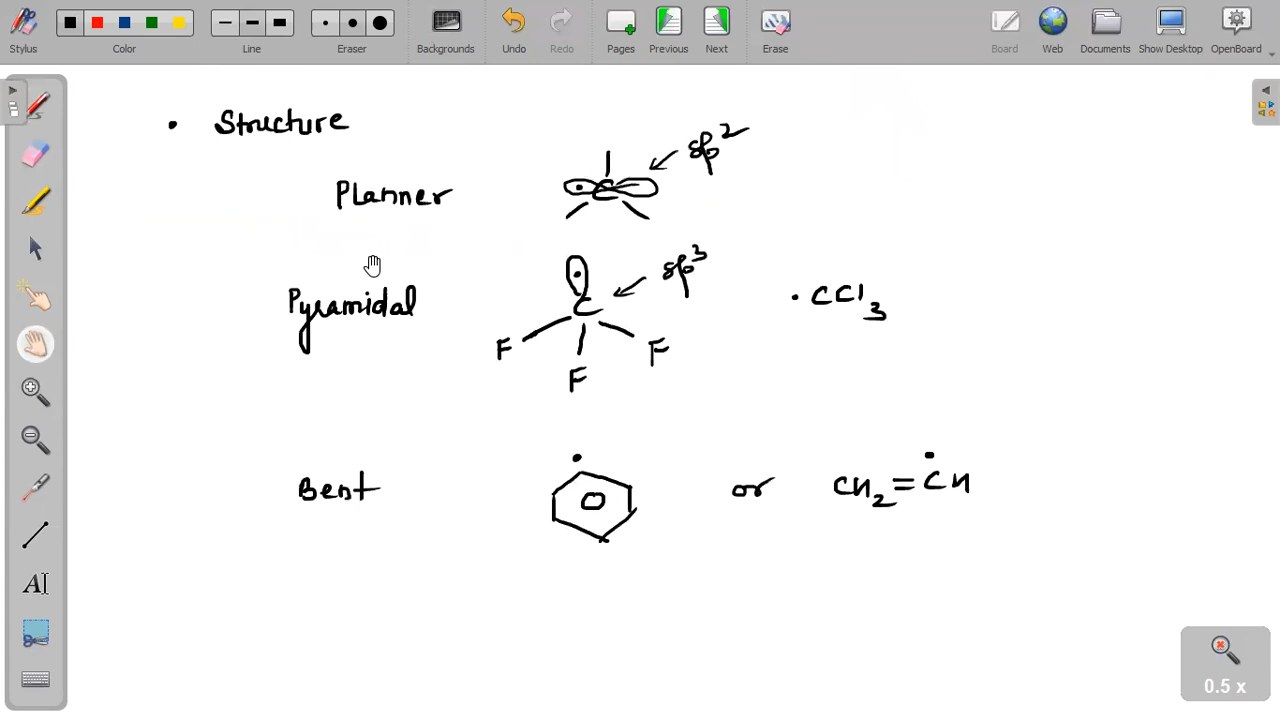 Stylus Color Line Eraser Backgrounds Undo Redo Pages Previous Next Erase Board Web Documents Show Desktop OpenBoard
• Structure
Planner C sp²
Pyramidal C F F F sp³ •CCl₃
Bent or CH₂=ĊH
AI
0.5 x